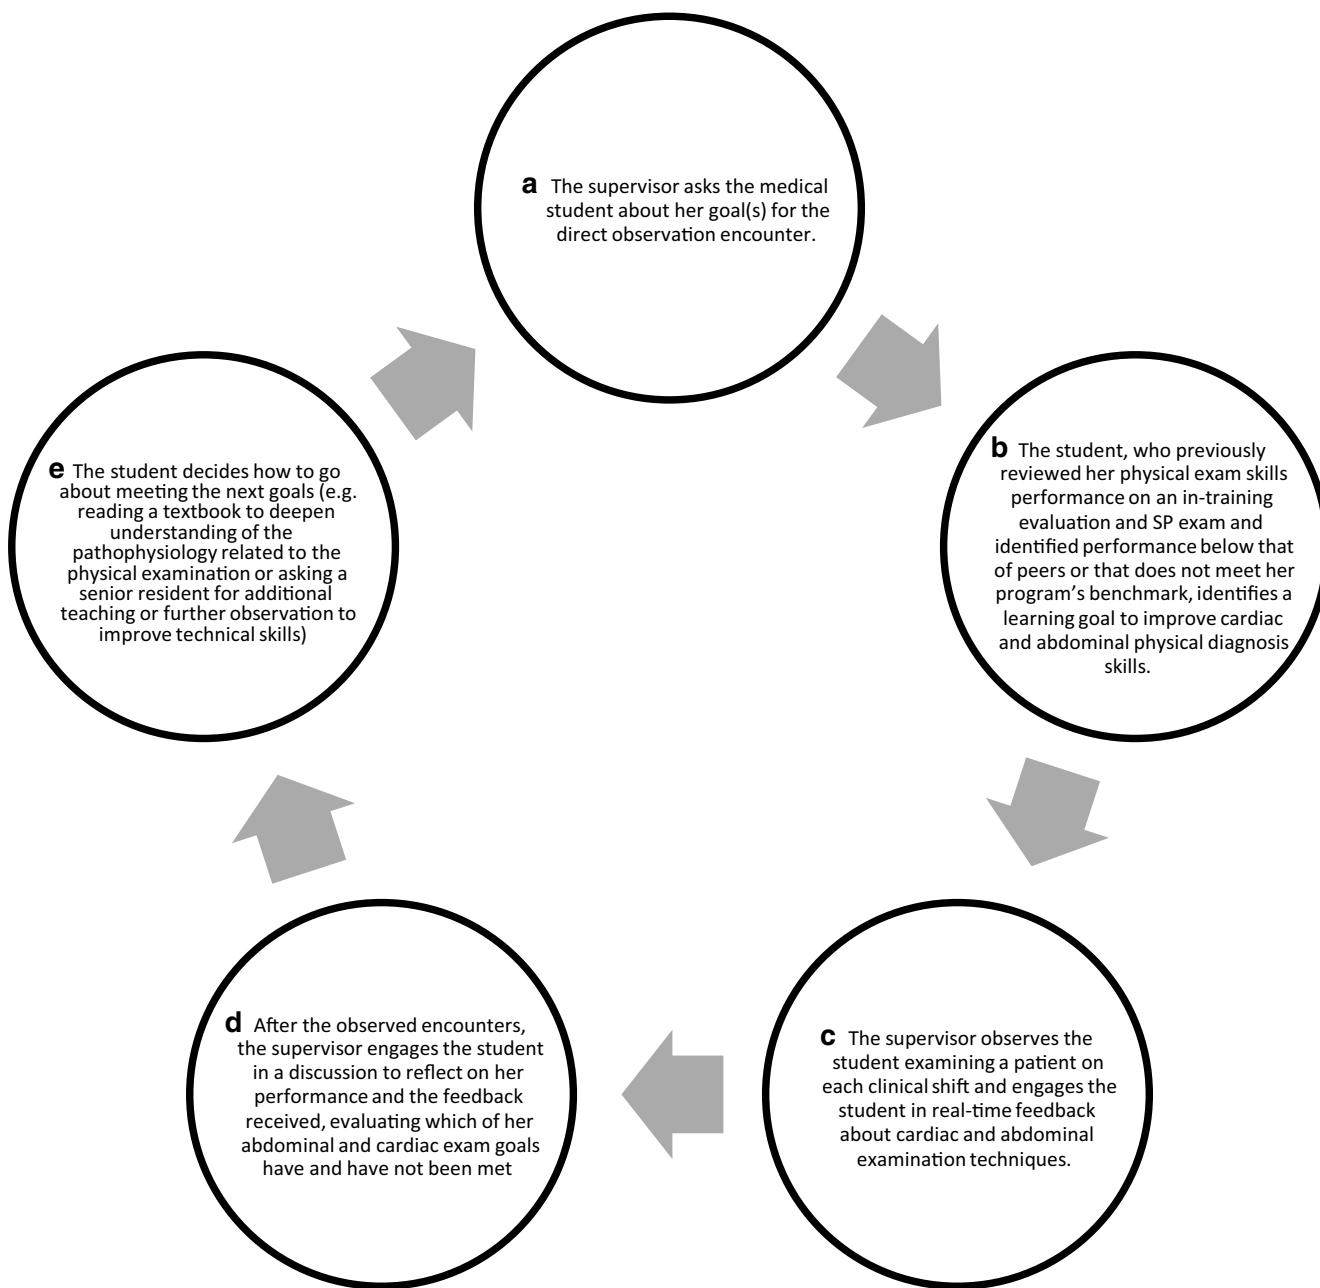 a The supervisor asks the medical
student about her goal(s) for the
direct observation encounter.
b The student, who previously
reviewed her physical exam skills
performance on an in-training
evaluation and SP exam and
identified performance below that
of peers or that does not meet her
program’s benchmark, identifies a
learning goal to improve cardiac
and abdominal physical diagnosis
skills.
c The supervisor observes the
student examining a patient on
each clinical shift and engages the
student in real-time feedback
about cardiac and abdominal
examination techniques.
d After the observed encounters,
the supervisor engages the student
in a discussion to reflect on her
performance and the feedback
received, evaluating which of her
abdominal and cardiac exam goals
have and have not been met
e The student decides how to go
about meeting the next goals (e.g.
reading a textbook to deepen
understanding of the
pathophysiology related to the
physical examination or asking a
senior resident for additional
teaching or further observation to
improve technical skills)